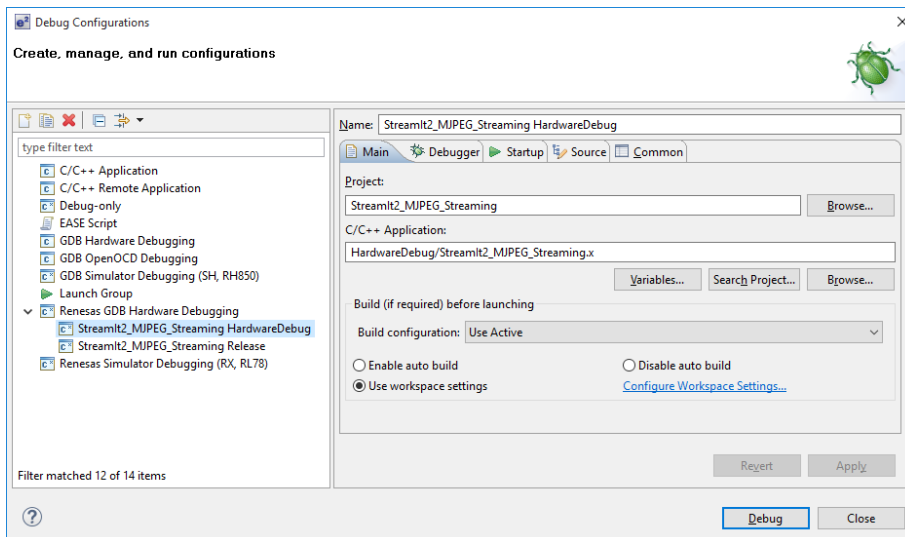 Debug Configurations
Create, manage, and run configurations
type filter text
C/C++ Application
C/C++ Remote Application
Debug-only
EASE Script
GDB Hardware Debugging
GDB OpenOCD Debugging
GDB Simulator Debugging (SH, RH850)
Launch Group
Renesas GDB Hardware Debugging
StreamIt2_MJPEG_Streaming HardwareDebug
StreamIt2_MJPEG_Streaming Release
Renesas Simulator Debugging (RX, RL78)
Filter matched 12 of 14 items
Name: StreamIt2_MJPEG_Streaming HardwareDebug
Main Debugger Startup Source Common
Project:
StreamIt2_MJPEG_Streaming Browse...
C/C++ Application:
HardwareDebug/StreamIt2_MJPEG_Streaming.x
Variables... Search Project... Browse...
Build (if required) before launching
Build configuration: Use Active
Enable auto build Disable auto build
Use workspace settings Configure Workspace Settings...
Revert Apply
Debug Close